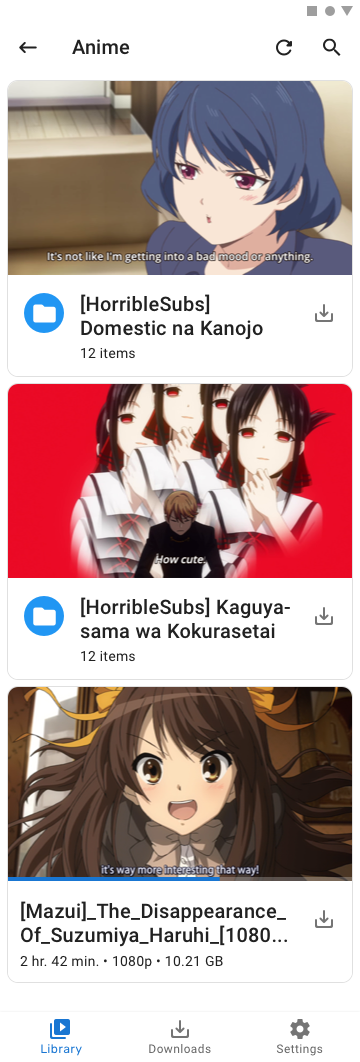 Anime
It's not like I'm getting into a bad mood or anything.
[HorribleSubs]
Domestic na Kanojo
12 items
How cute.
[HorribleSubs] Kaguya-
sama wa Kokurasetai
12 items
it's way more interesting that way!
[Mazui]_The_Disappearance_
Of_Suzumiya_Haruhi_[1080...
2 hr. 42 min. • 1080p • 10.21 GB
Library
Downloads
Settings